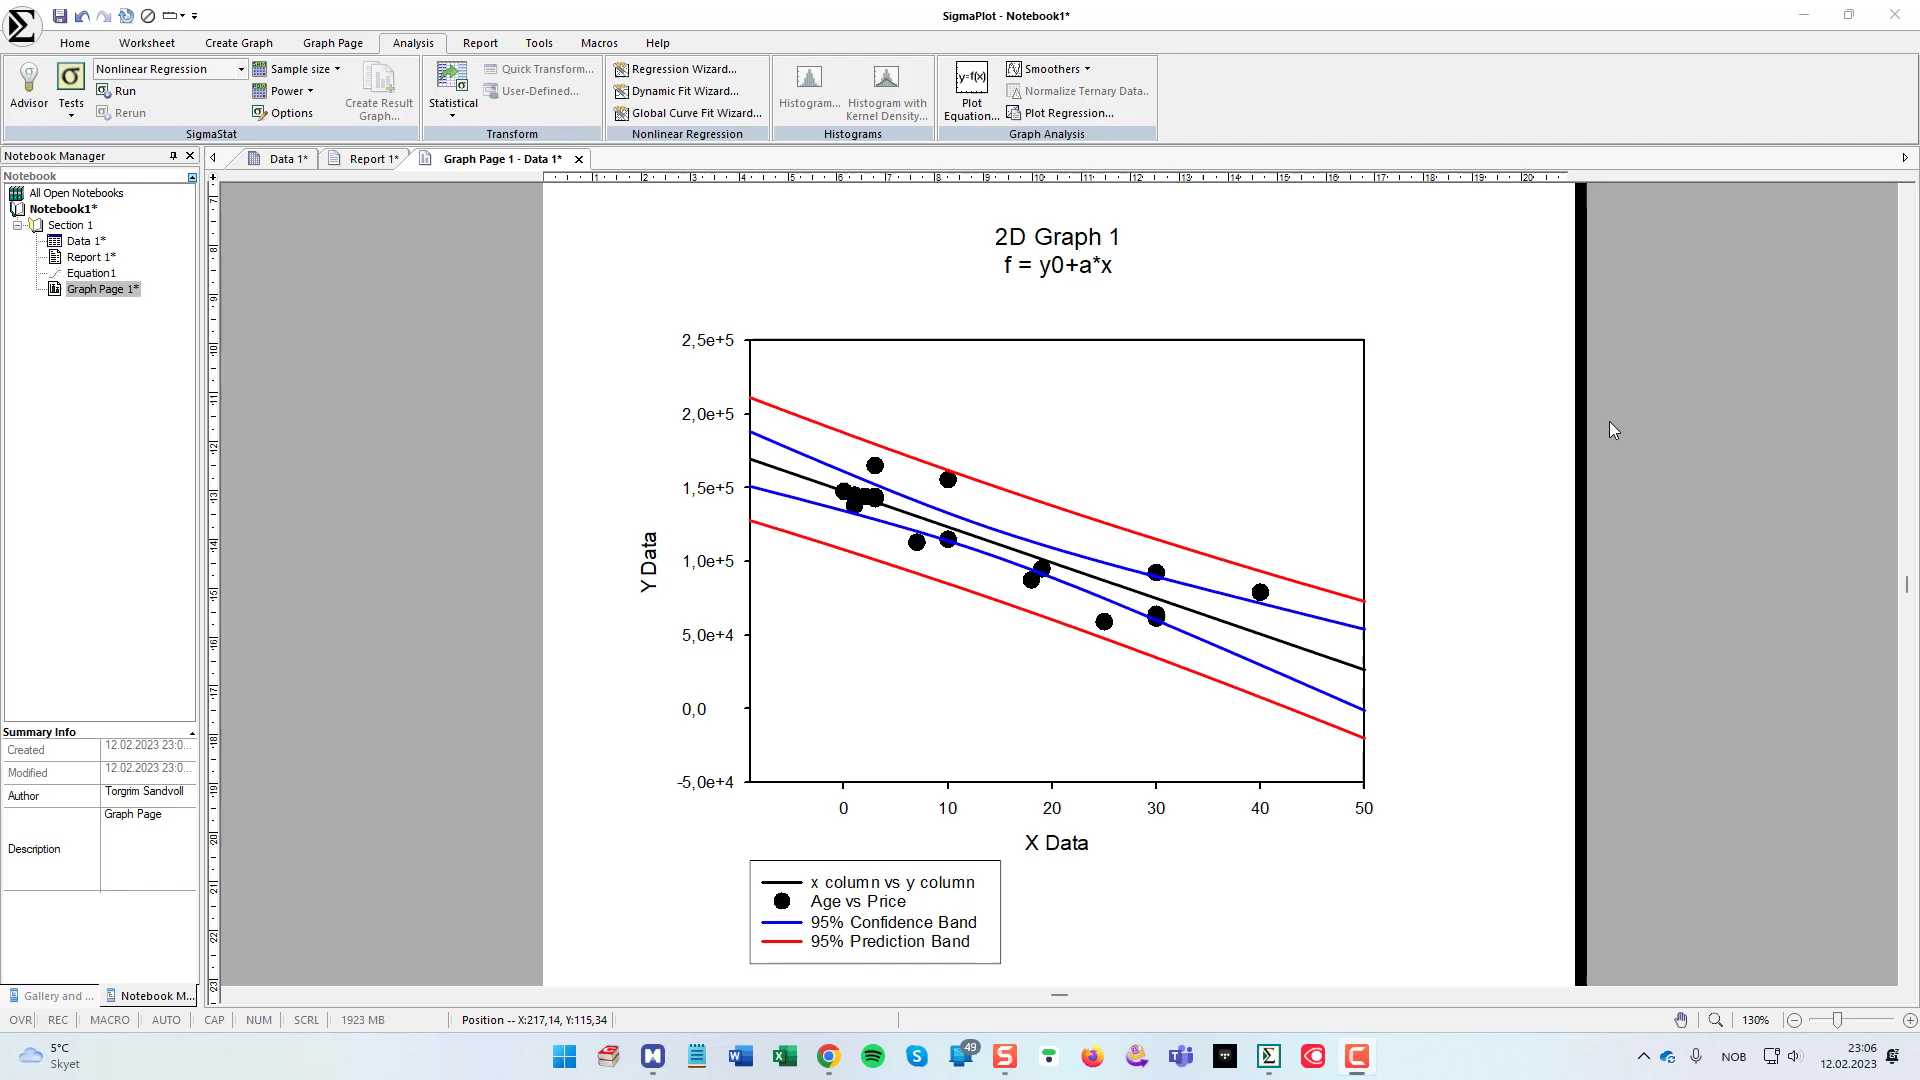 SigmaPlot - Notebook1*
Home Worksheet Create Graph Graph Page Analysis Report Tools Macros Help
Advisor
Tests
Nonlinear Regression
Run
Rerun
Sample size
Power
Options
Create Result
Graph...
SigmaStat
Statistical
Quick Transform...
User-Defined...
Transform
Regression Wizard...
Dynamic Fit Wizard...
Global Curve Fit Wizard...
Nonlinear Regression
Histogram...
Histogram with
Kernel Density...
Histograms
y=f(x)
Plot
Equation...
Smoothers
Normalize Ternary Data..
Plot Regression...
Graph Analysis
Notebook Manager
Data 1*
Report 1*
Graph Page 1 - Data 1*
Notebook
All Open Notebooks
Notebook1*
Section 1
Data 1*
Report 1*
Equation1
Graph Page 1*
Summary Info
Created 12.02.2023 23:0...
Modified 12.02.2023 23:0...
Author Torgrim Sandvoll
Description Graph Page
Gallery and ...
Notebook M...
2D Graph 1
f = y0+a*x
2,5e+5
2,0e+5
1,5e+5
1,0e+5
5,0e+4
0,0
-5,0e+4
Y Data
0 10 20 30 40 50
X Data
x column vs y column
Age vs Price
95% Confidence Band
95% Prediction Band
OVR REC MACRO AUTO CAP NUM SCRL 1923 MB Position -- X:217,14, Y:115,34 130%
5°C
Skyet
49
NOB
23:06
12.02.2023